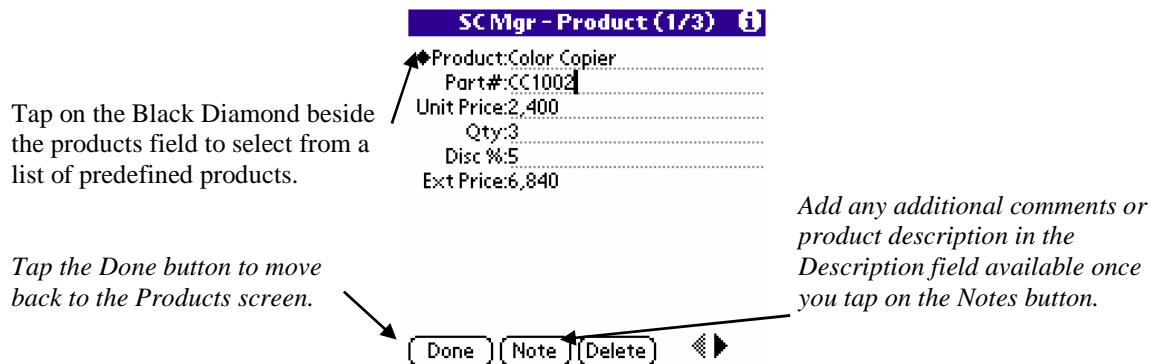 SC Mgr - Product (1/3)
Product:Color Copier
Part#:CC1002
Unit Price:2,400
Qty:3
Disc %:5
Ext Price:6,840
Tap on the Black Diamond beside
the products field to select from a
list of predefined products.
Add any additional comments or
product description in the
Description field available once
you tap on the Notes button.
Tap the Done button to move
back to the Products screen.
Done Note Delete